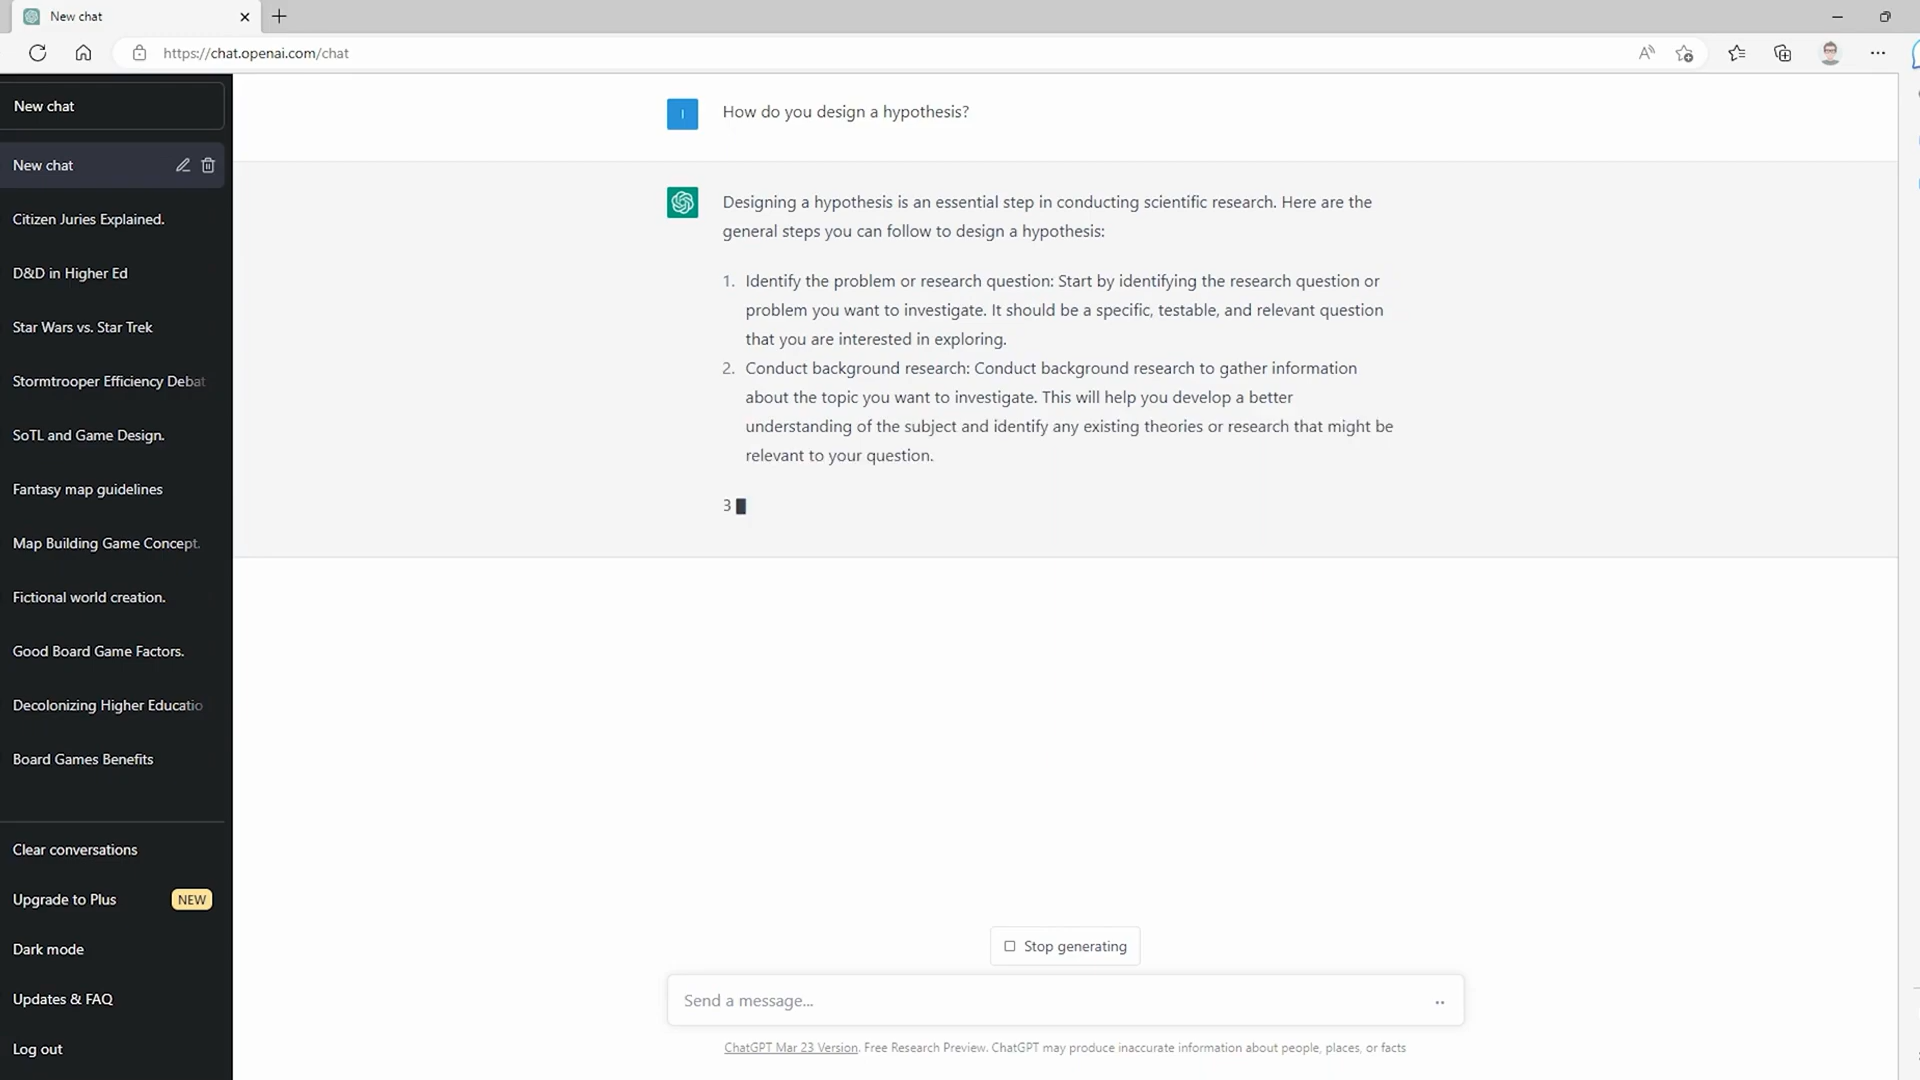 New chat
https://chat.openai.com/chat
New chat
New chat
Citizen Juries Explained.
D&D in Higher Ed
Star Wars vs. Star Trek
Stormtrooper Efficiency Debat
SoTL and Game Design.
Fantasy map guidelines
Map Building Game Concept.
Fictional world creation.
Good Board Game Factors.
Decolonizing Higher Educatio
Board Games Benefits
Clear conversations
Upgrade to Plus NEW
Dark mode
Updates & FAQ
Log out
I
How do you design a hypothesis?
Designing a hypothesis is an essential step in conducting scientific research. Here are the
general steps you can follow to design a hypothesis:
1. Identify the problem or research question: Start by identifying the research question or
problem you want to investigate. It should be a specific, testable, and relevant question
that you are interested in exploring.
2. Conduct background research: Conduct background research to gather information
about the topic you want to investigate. This will help you develop a better
understanding of the subject and identify any existing theories or research that might be
relevant to your question.
3
Stop generating
Send a message...
ChatGPT Mar 23 Version. Free Research Preview. ChatGPT may produce inaccurate information about people, places, or facts